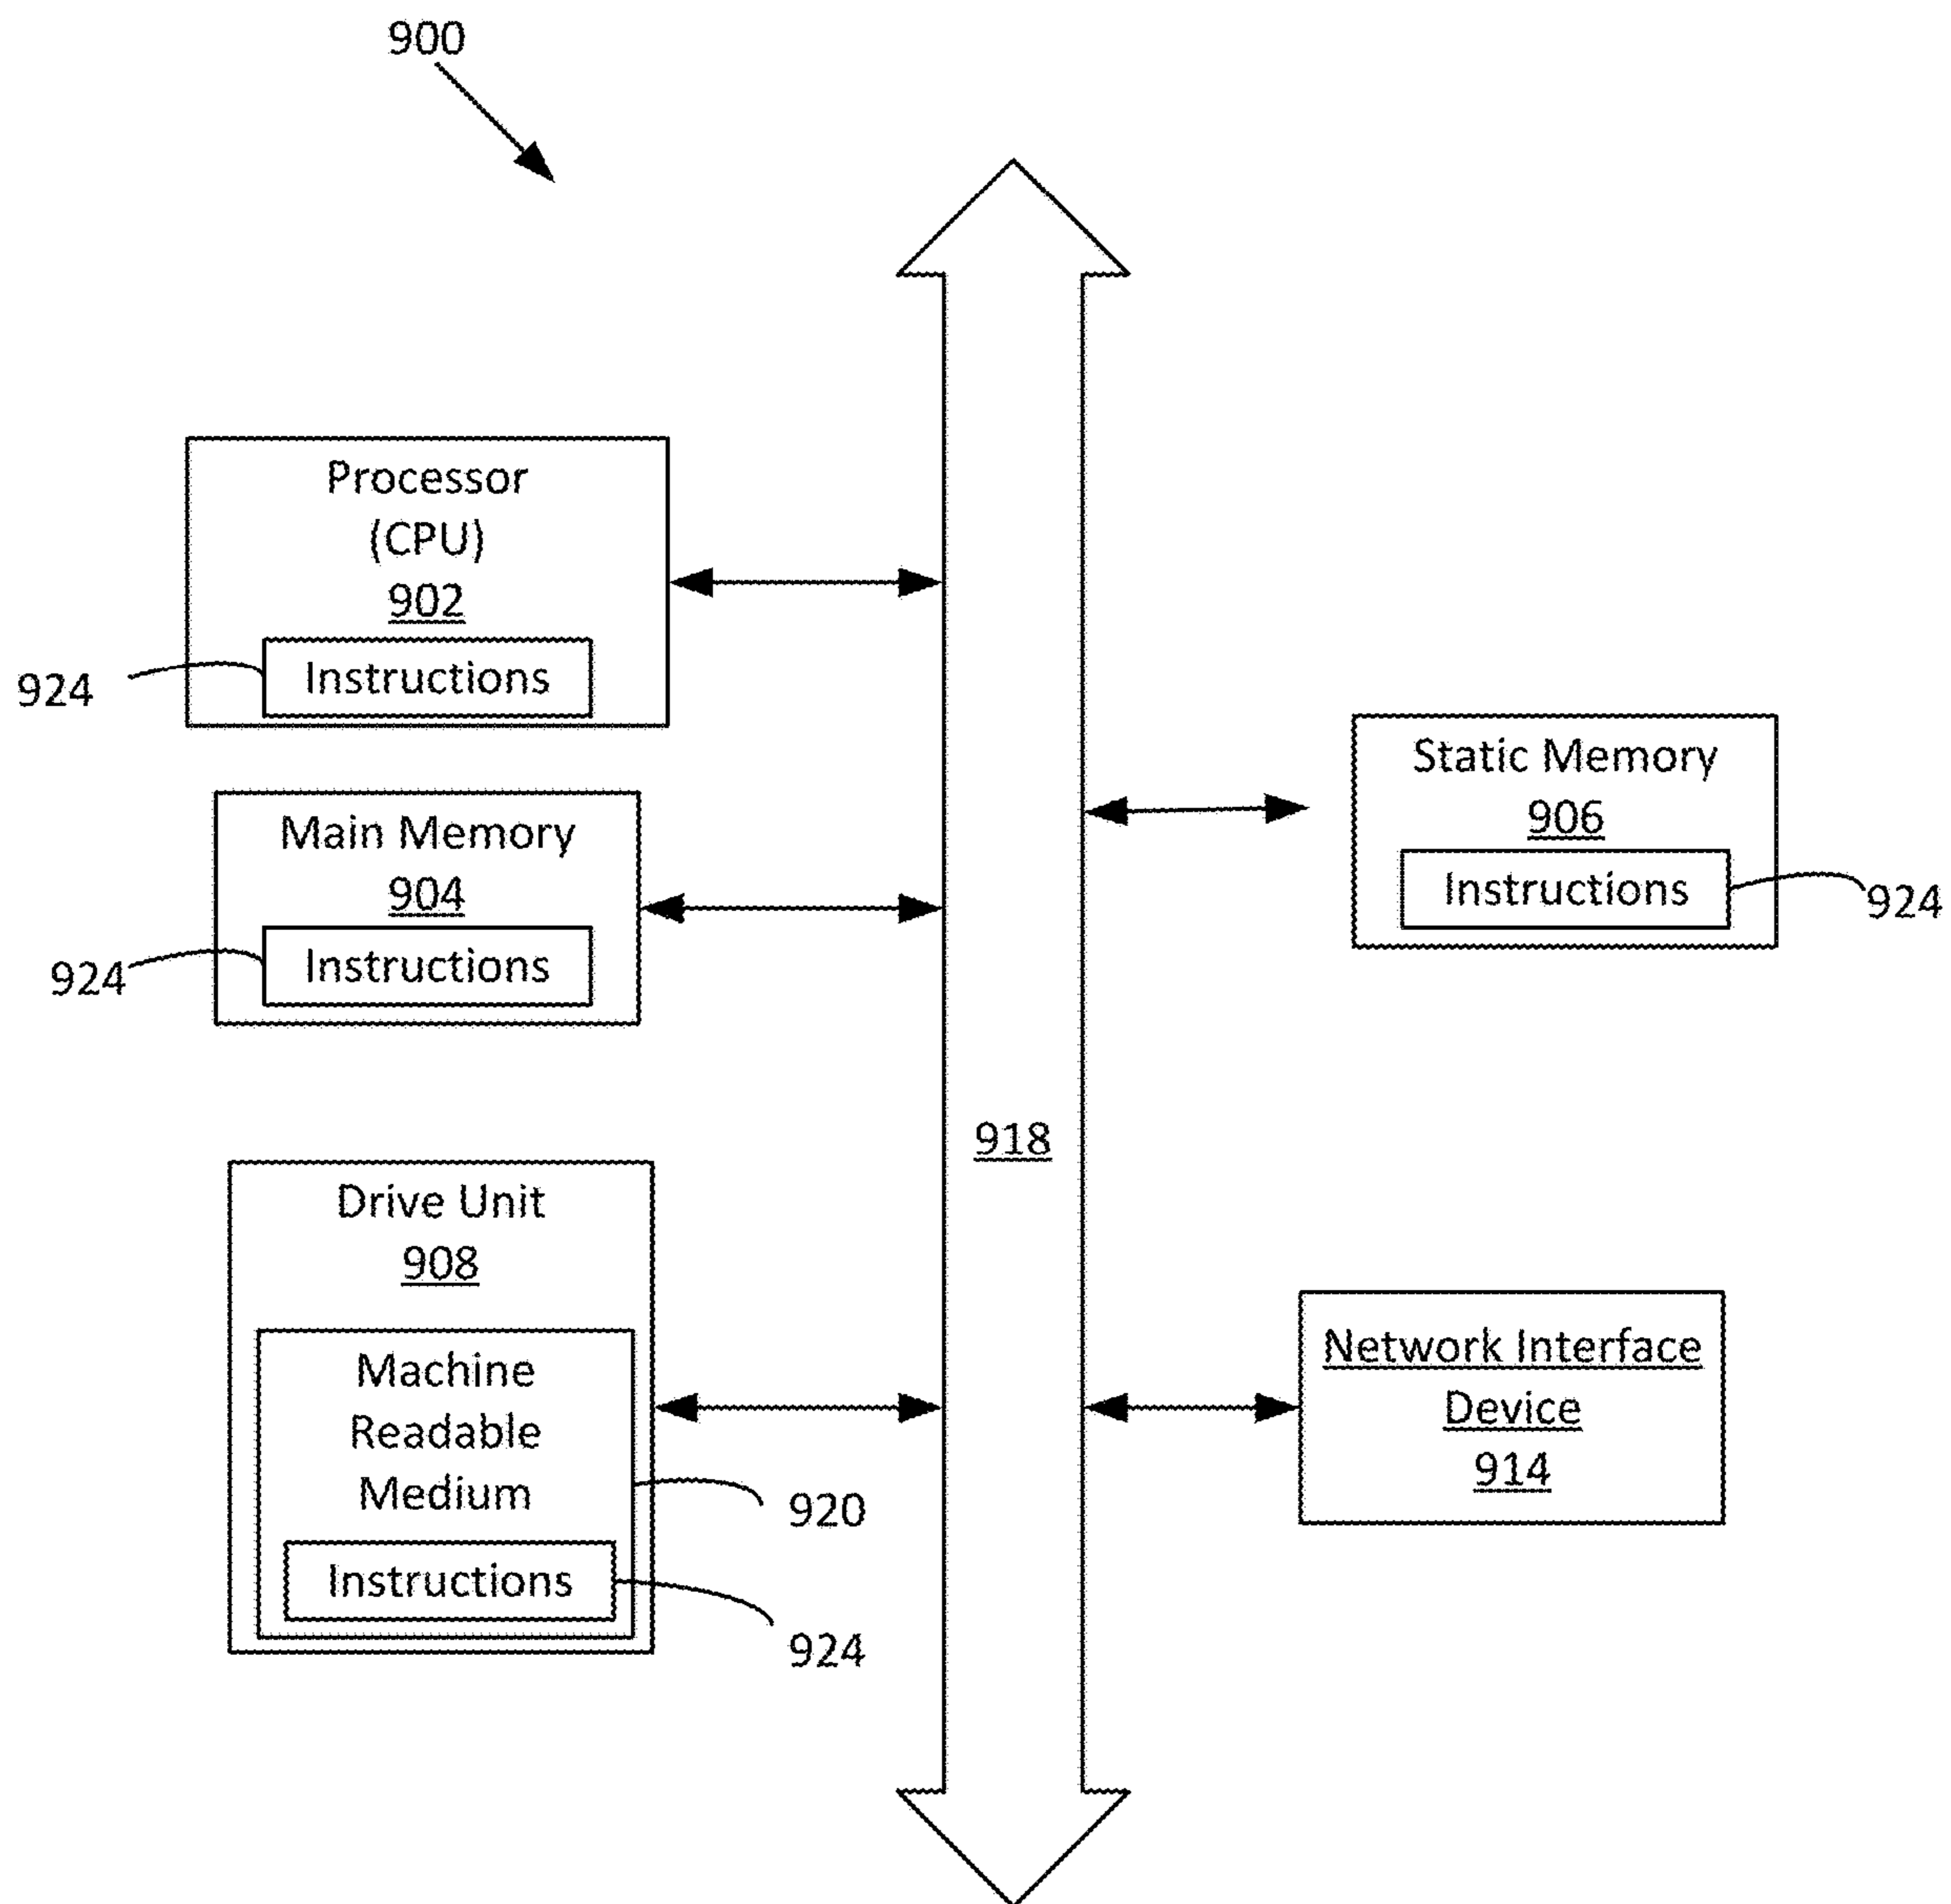 900
Processor
(CPU)
902
Instructions
924
Main Memory
904
Instructions
924
Drive Unit
908
Machine
Readable
Medium
920
Instructions
924
918
Static Memory
906
Instructions
924
Network Interface
Device
914